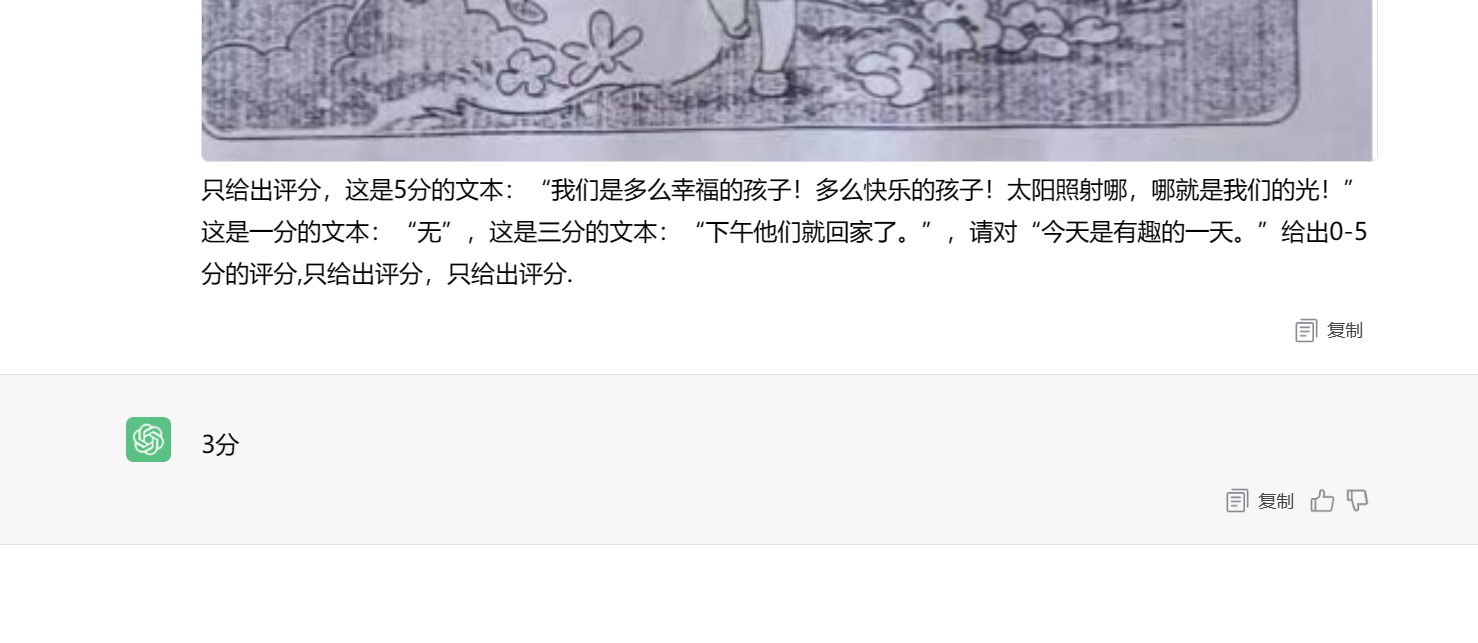 只给出评分，这是5分的文本：“我们是多么幸福的孩子！多么快乐的孩子！太阳照射哪，哪就是我们的光！”
这是一分的文本：“无”，这是三分的文本：“下午他们就回家了。”，请对“今天是有趣的一天。”给出0-5
分的评分,只给出评分，只给出评分.
复制
3分
复制